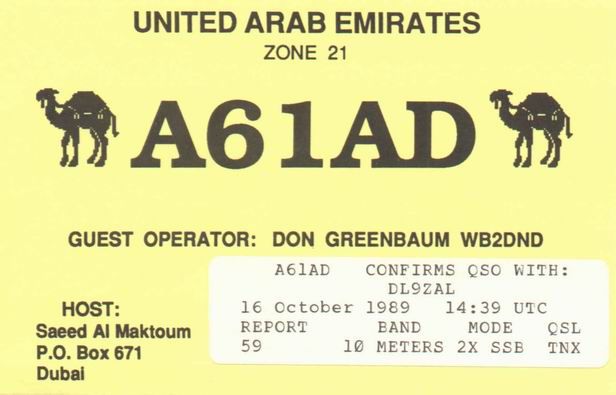 UNITED ARAB EMIRATES
ZONE 21
A61AD
GUEST OPERATOR: DON GREENBAUM WB2DND
A61AD CONFIRMS QSO WITH:
DL9ZAL
16 October 1989 14:39 UTC
REPORT BAND MODE QSL
59 10 METERS 2X SSB TNX
HOST:
Saeed Al Maktoum
P.O. Box 671
Dubai